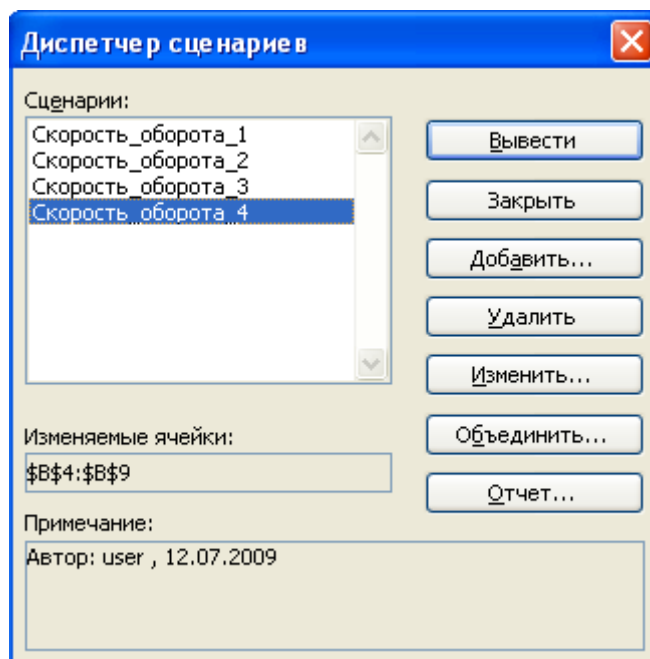 Диспетчер сценариев
Сценарии:
Скорость_оборота_1
Скорость_оборота_2
Скорость_оборота_3
Скорость_оборота_4
Вывести
Закрыть
Добавить...
Удалить
Изменить...
Объединить...
Отчет...
Изменяемые ячейки:
$B$4:$B$9
Примечание:
Автор: user , 12.07.2009